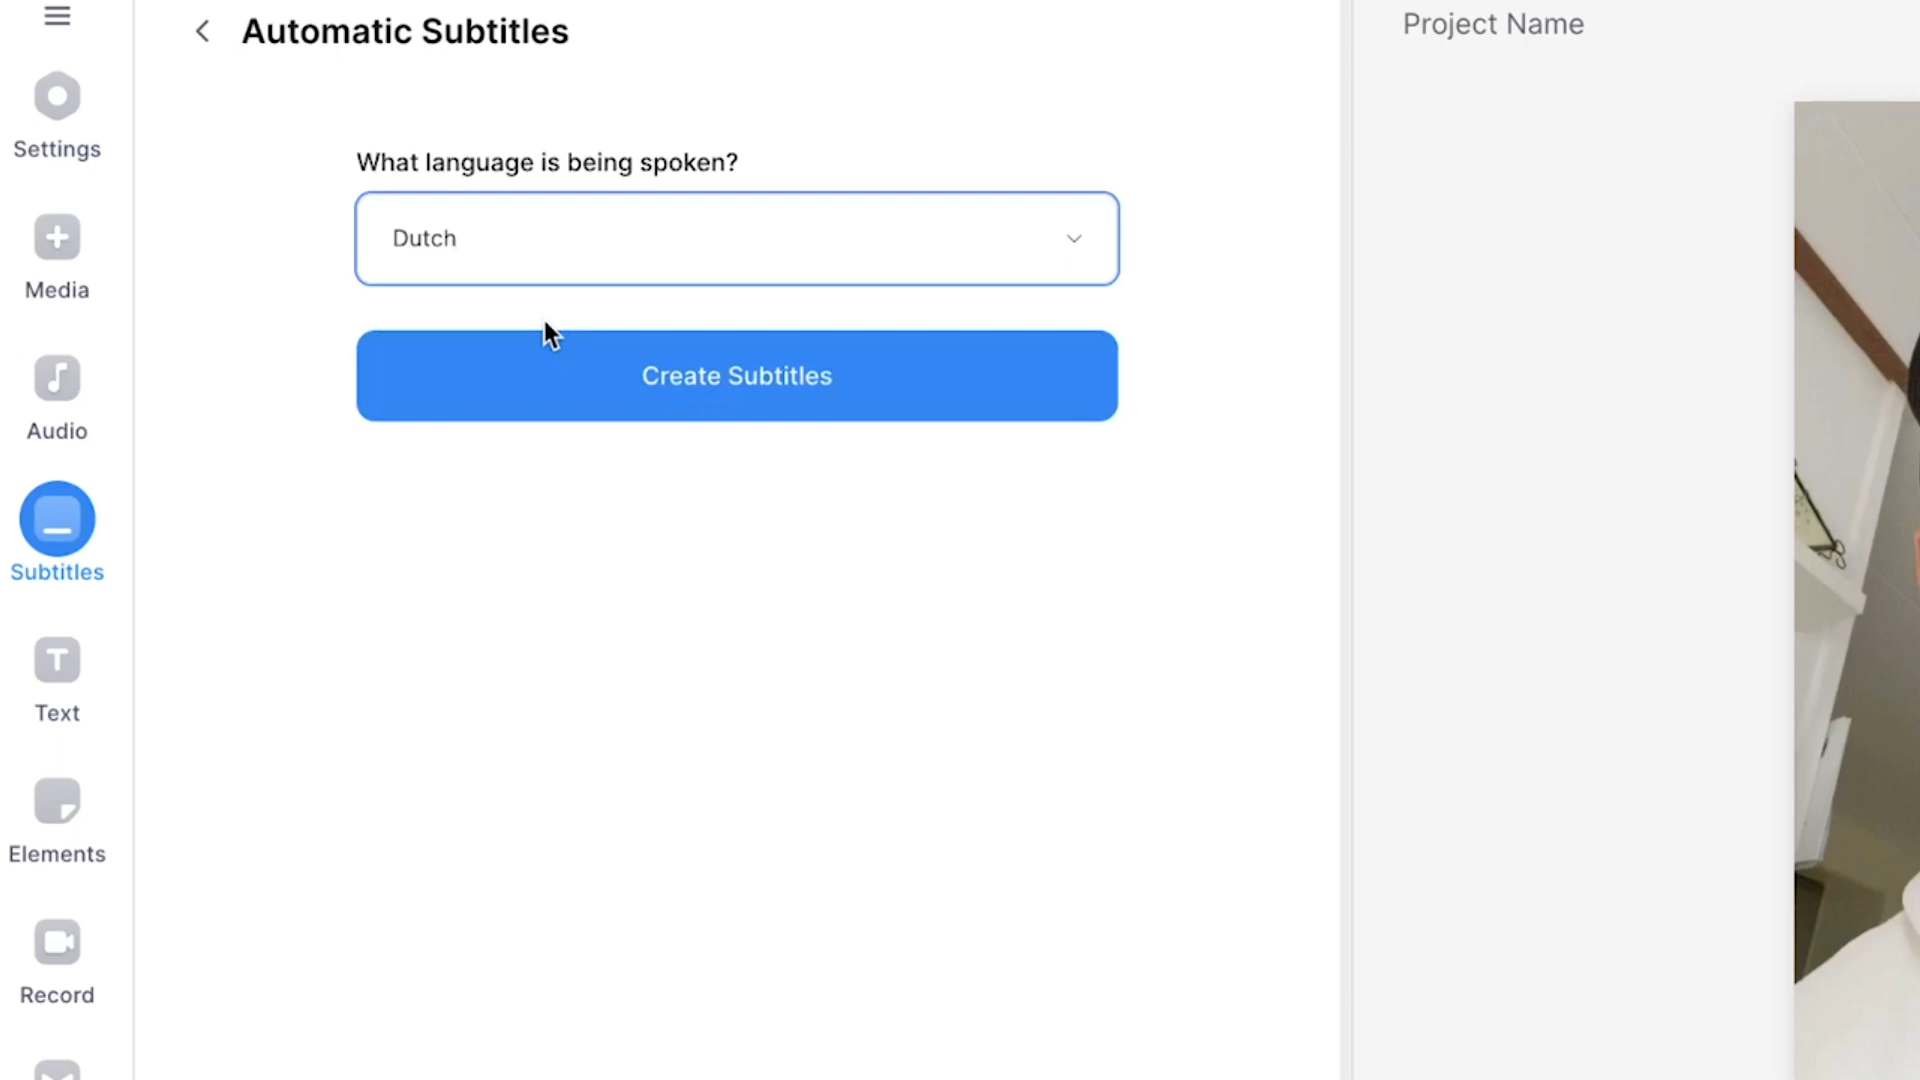 Automatic Subtitles
Project Name
Settings
What language is being spoken?
Dutch
Media
Create Subtitles
Audio
Subtitles
Text
Elements
Record